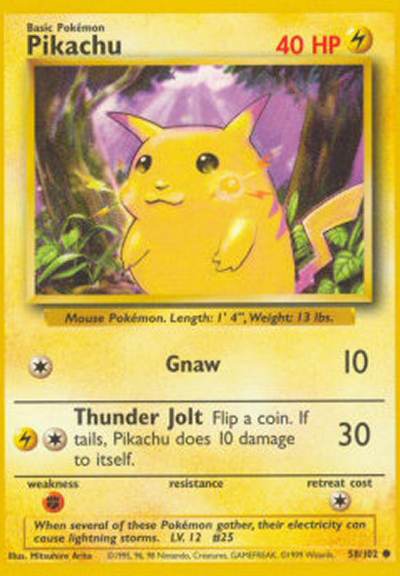 Basic Pokémon
Pikachu 40 HP
Mouse Pokémon. Length: 1' 4", Weight: 13 lbs.
Gnaw 10
Thunder Jolt Flip a coin. If
tails, Pikachu does 10 damage
to itself.
30
weakness resistance retreat cost
When several of these Pokémon gather, their electricity can
cause lightning storms. LV. 12 #25
Illus. Mitsuhiro Arita ©1995, 96, 98 Nintendo, Creatures, GAMEFREAK. ©1999 Wizards. 58/102